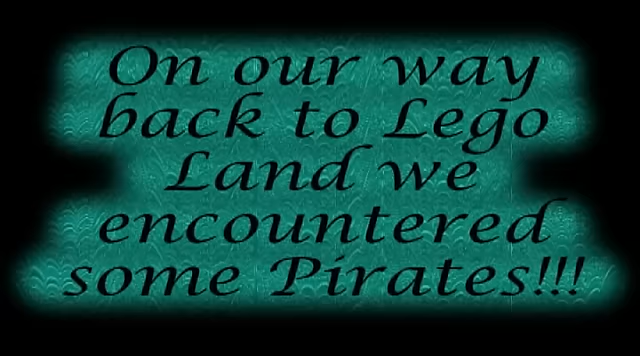 On our way
back to Lego
Land we
encountered
some Pirates!!!